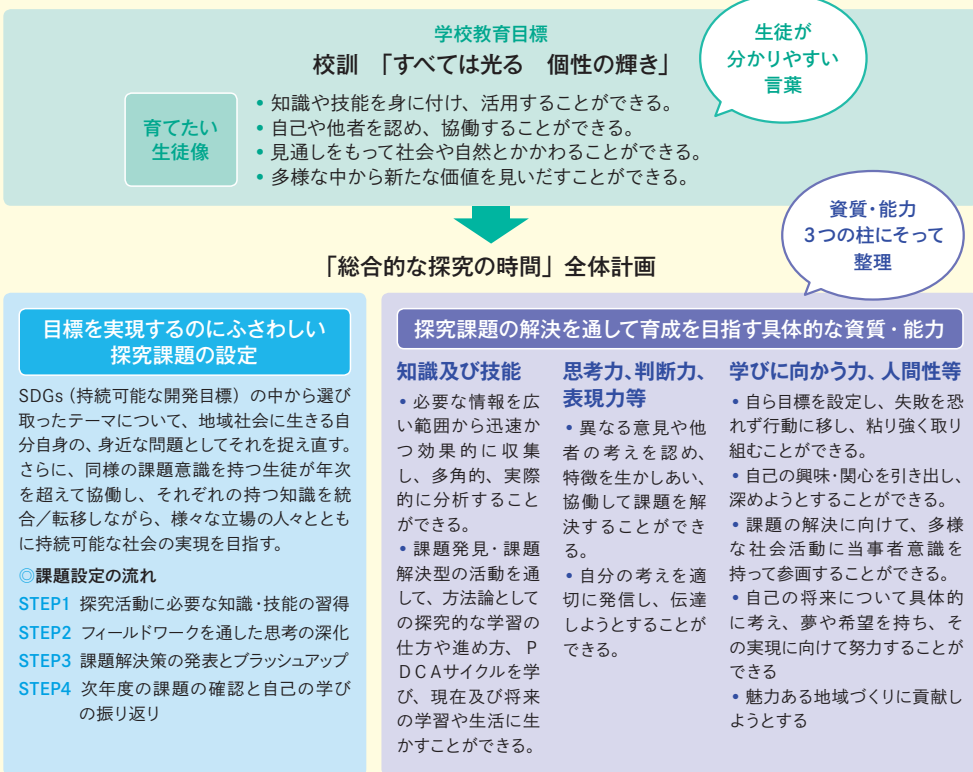 学校教育目標
校訓　「すべては光る　個性の輝き」
生徒が
分かりやすい
言葉
育てたい
生徒像
• 知識や技能を身に付け、活用することができる。
• 自己や他者を認め、協働することができる。
• 見通しをもって社会や自然とかかわることができる。
• 多様な中から新たな価値を見いだすことができる。
資質・能力
3つの柱にそって
整理
「総合的な探究の時間」全体計画
目標を実現するのにふさわしい
探究課題の設定
SDGs（持続可能な開発目標）の中から選び
取ったテーマについて、地域社会に生きる自
分自身の、身近な問題としてそれを捉え直す。
さらに、同様の課題意識を持つ生徒が年次
を超えて協働し、それぞれの持つ知識を統
合／転移しながら、様々な立場の人々ととも
に持続可能な社会の実現を目指す。
◎課題設定の流れ
STEP1 探究活動に必要な知識・技能の習得
STEP2 フィールドワークを通した思考の深化
STEP3 課題解決策の発表とブラッシュアップ
STEP4 次年度の課題の確認と自己の学び
の振り返り
探究課題の解決を通して育成を目指す具体的な資質・能力
知識及び技能
• 必要な情報を広
い範囲から迅速か
つ効果的に収集
し、多角的、実際
的に分析すること
ができる。
• 課題発見・課題
解決型の活動を通
して、方法論として
の探究的な学習の
仕方や進め方、P
DCAサイクルを学
び、現在及び将来
の学習や生活に生
かすことができる。
思考力、判断力、
表現力等
• 異なる意見や他
者の考えを認め、
特徴を生かしあい、
協働して課題を解
決することができ
る。
• 自分の考えを適
切に発信し、伝達
しようとすることが
できる。
学びに向かう力、人間性等
• 自ら目標を設定し、失敗を恐
れず行動に移し、粘り強く取り
組むことができる。
• 自己の興味・関心を引き出し、
深めようとすることができる。
• 課題の解決に向けて、多様
な社会活動に当事者意識を
持って参画することができる。
• 自己の将来について具体的
に考え、夢や希望を持ち、そ
の実現に向けて努力することが
できる
• 魅力ある地域づくりに貢献し
ようとする